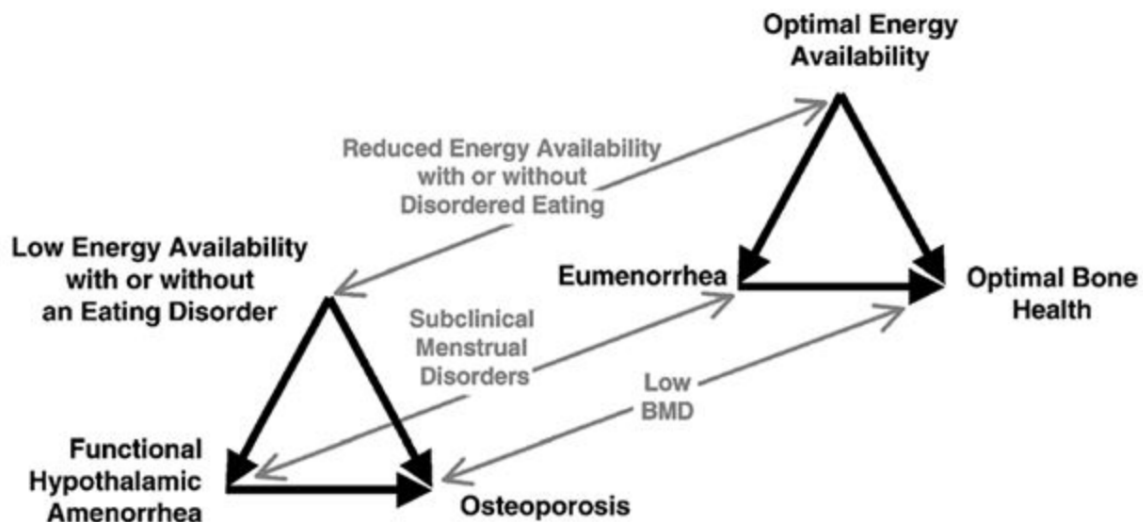 Optimal Energy
Availability
Reduced Energy Availability
with or without
Disordered Eating
Low Energy Availability
with or without
an Eating Disorder
Eumenorrhea
Optimal Bone
Health
Subclinical
Menstrual
Disorders
Low
BMD
Functional
Hypothalamic
Amenorrhea
Osteoporosis